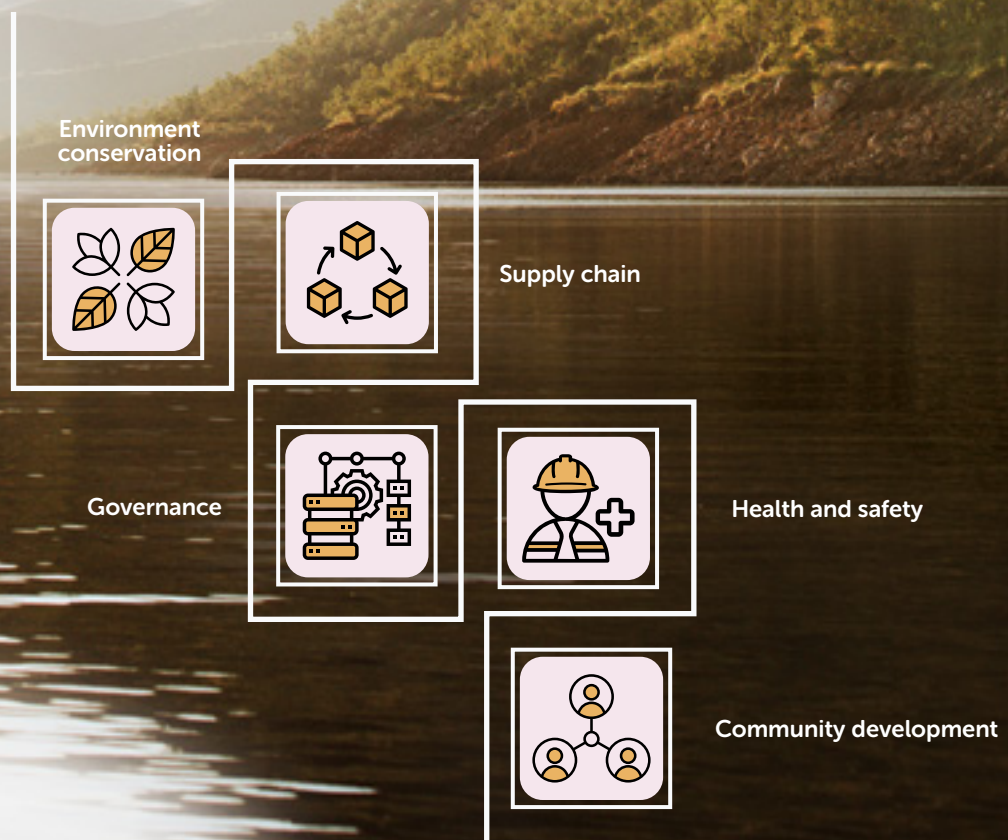 Environment
conservation
Supply chain
Governance
Health and safety
Community development